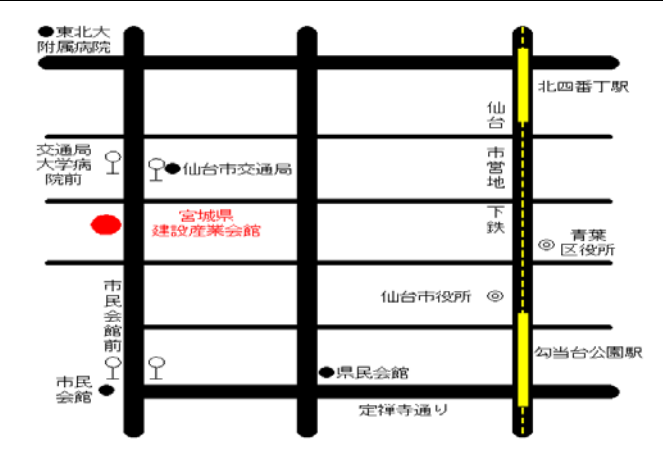 東北大
附属病院
北四番丁駅
仙台市営地下鉄
交通局
大学病
院前
仙台市交通局
宮城県
建設産業会館
青葉
区役所
市民会館前
仙台市役所
勾当台公園駅
県民会館
市民
会館
定禅寺通り